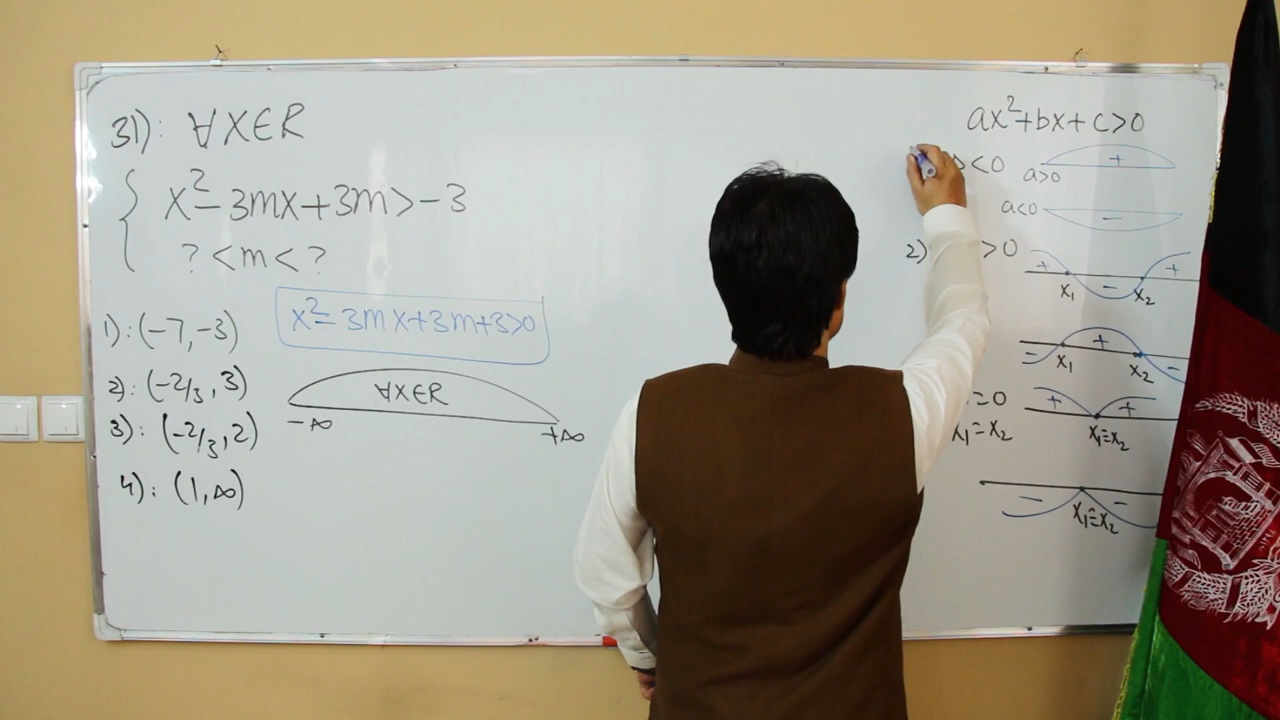 31): ∀X∈R
x²-3mx+3m>-3
?<m<?
1): (-7,-3)
x²-3mx+3m+3>0
2): (-2/3, 3)
∀X∈R
-∞ +∞
3): (-2/3, 2)
4): (1,∞)
ax²+bx+c>0
<0 a>0 +
a<0 -
2) >0 + - +
x₁ x₂
- + -
x₁ x₂
=0 + +
x₁=x₂ x₁=x₂
- -
x₁=x₂